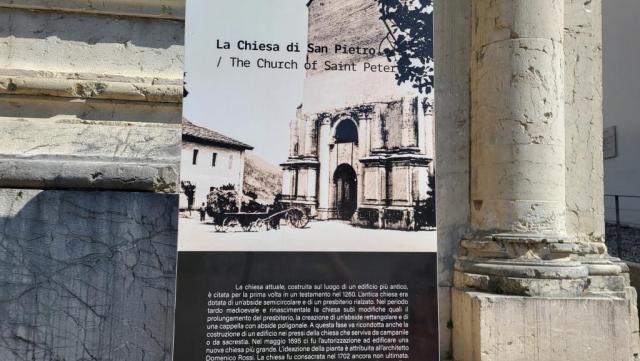 La Chiesa di San Pietro
/ The Church of Saint Peter
La chiesa attuale, costruita sul luogo di un edificio più antico,
è citata per la prima volta in un testamento nel 1260. L'antica chiesa era
dotata di un'abside semicircolare e di un presbiterio rialzato. Nel periodo
tardo medioevale e rinascimentale la chiesa subì modifiche quali il
prolungamento del presbiterio, la creazione di un'abside rettangolare e di
una cappella con abside poligonale. A questa fase va ricondotta anche la
costruzione di un edificio nei pressi della chiesa che serviva da campanile
o da sacrestia. Nel maggio 1695 ci fu l'autorizzazione ad edificare una
nuova chiesa più grande. L'ideazione della pianta è attribuita all'architetto
Domenico Rossi. La chiesa fu consacrata nel 1702 ancora non ultimata.